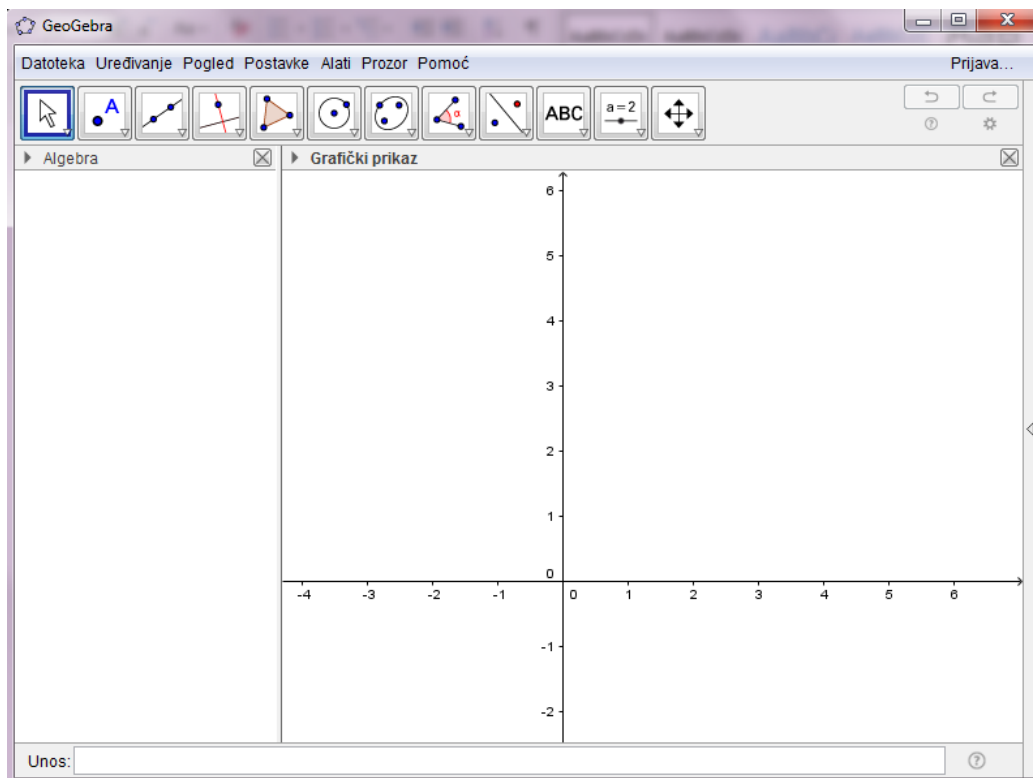 GeoGebra
Datoteka Uređivanje Pogled Postavke Alati Prozor Pomoć Prijava...
A α ABC a=2
Algebra Grafički prikaz
6
5
4
3
2
1
0
-4 -3 -2 -1 0 1 2 3 4 5 6
-1
-2
Unos: